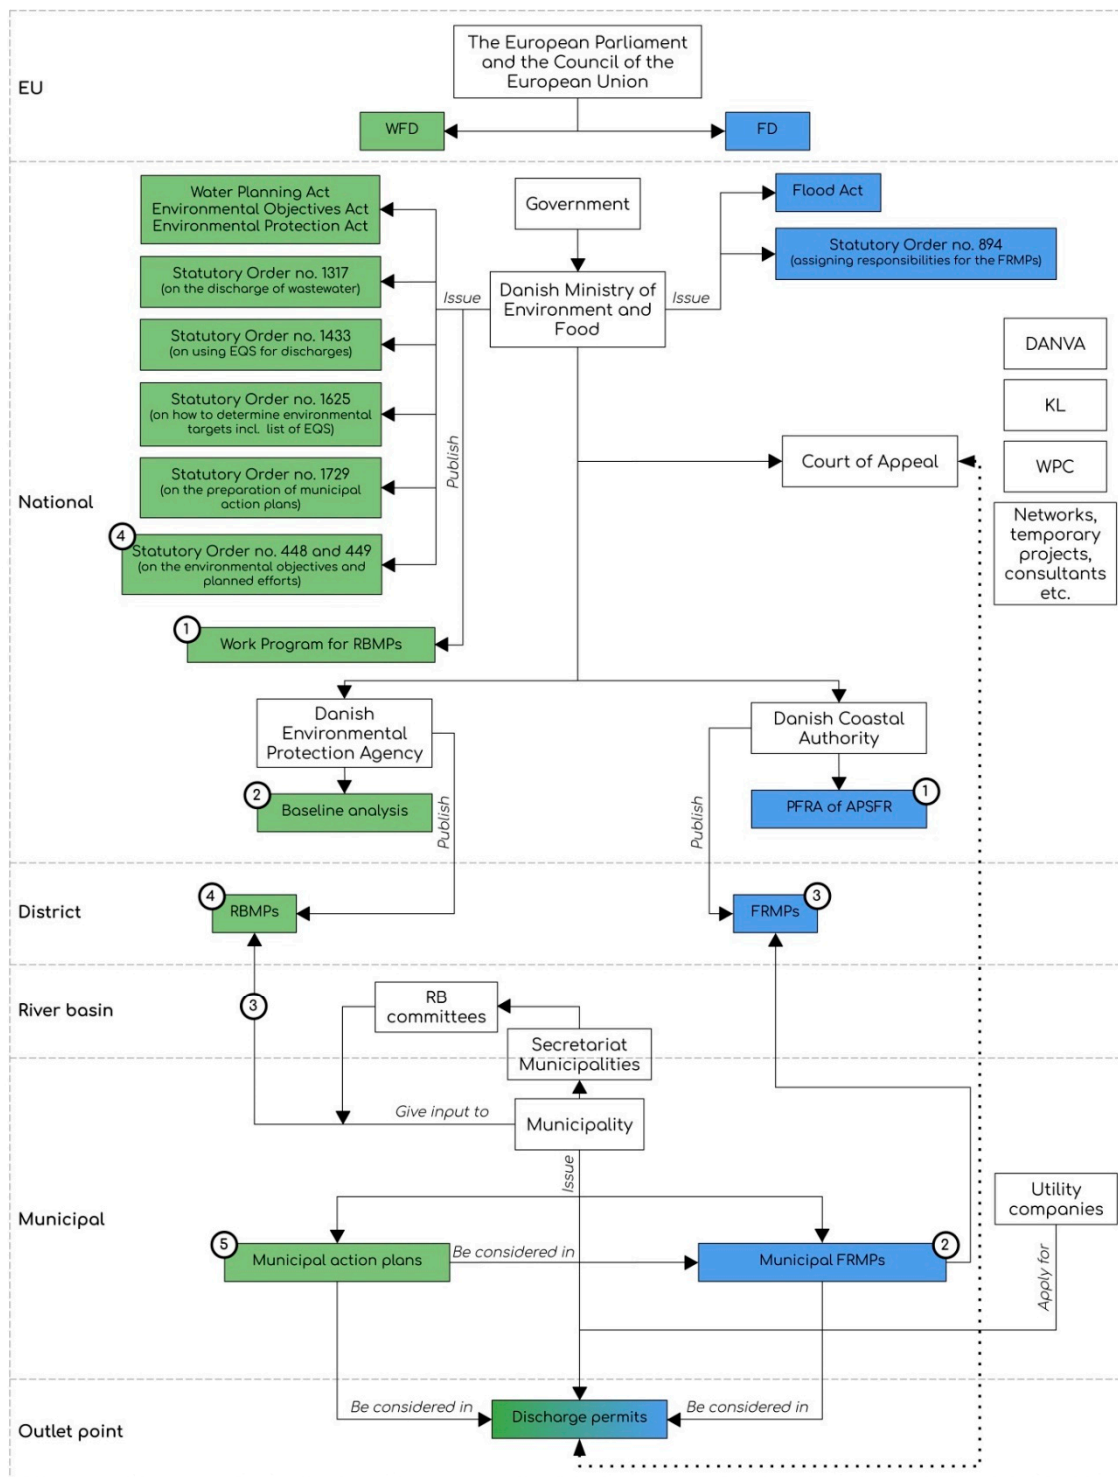 The European Parliament
and the Council of the
European Union
EU
WFD
FD
Water Planning Act
Environmental Objectives Act
Environmental Protection Act
Government
Flood Act
Statutory Order no. 894
(assigning responsibilities for the FRMPs)
Statutory Order no. 1317
(on the discharge of wastewater)
Issue
Danish Ministry of
Environment and
Food
Issue
Statutory Order no. 1433
(on using EQS for discharges)
DANVA
Statutory Order no. 1625
(on how to determine environmental
targets incl. list of EQS)
KL
Publish
Court of Appeal
WPC
Statutory Order no. 1729
(on the preparation of municipal
action plans)
National
Networks,
temporary
projects,
consultants
etc.
4
Statutory Order no. 448 and 449
(on the environmental objectives and
planned efforts)
1
Work Program for RBMPs
Danish
Environmental
Protection Agency
Danish Coastal
Authority
2
Baseline analysis
Publish
Publish
PFRA of APSFR
1
District
4
RBMPs
FRMPs
3
River basin
3
RB
committees
Secretariat
Municipalities
Give input to
Municipality
Issue
Municipal
Utility
companies
5
Municipal action plans
Be considered in
Municipal FRMPs
2
Apply for
Outlet point
Be considered in
Discharge permits
Be considered in